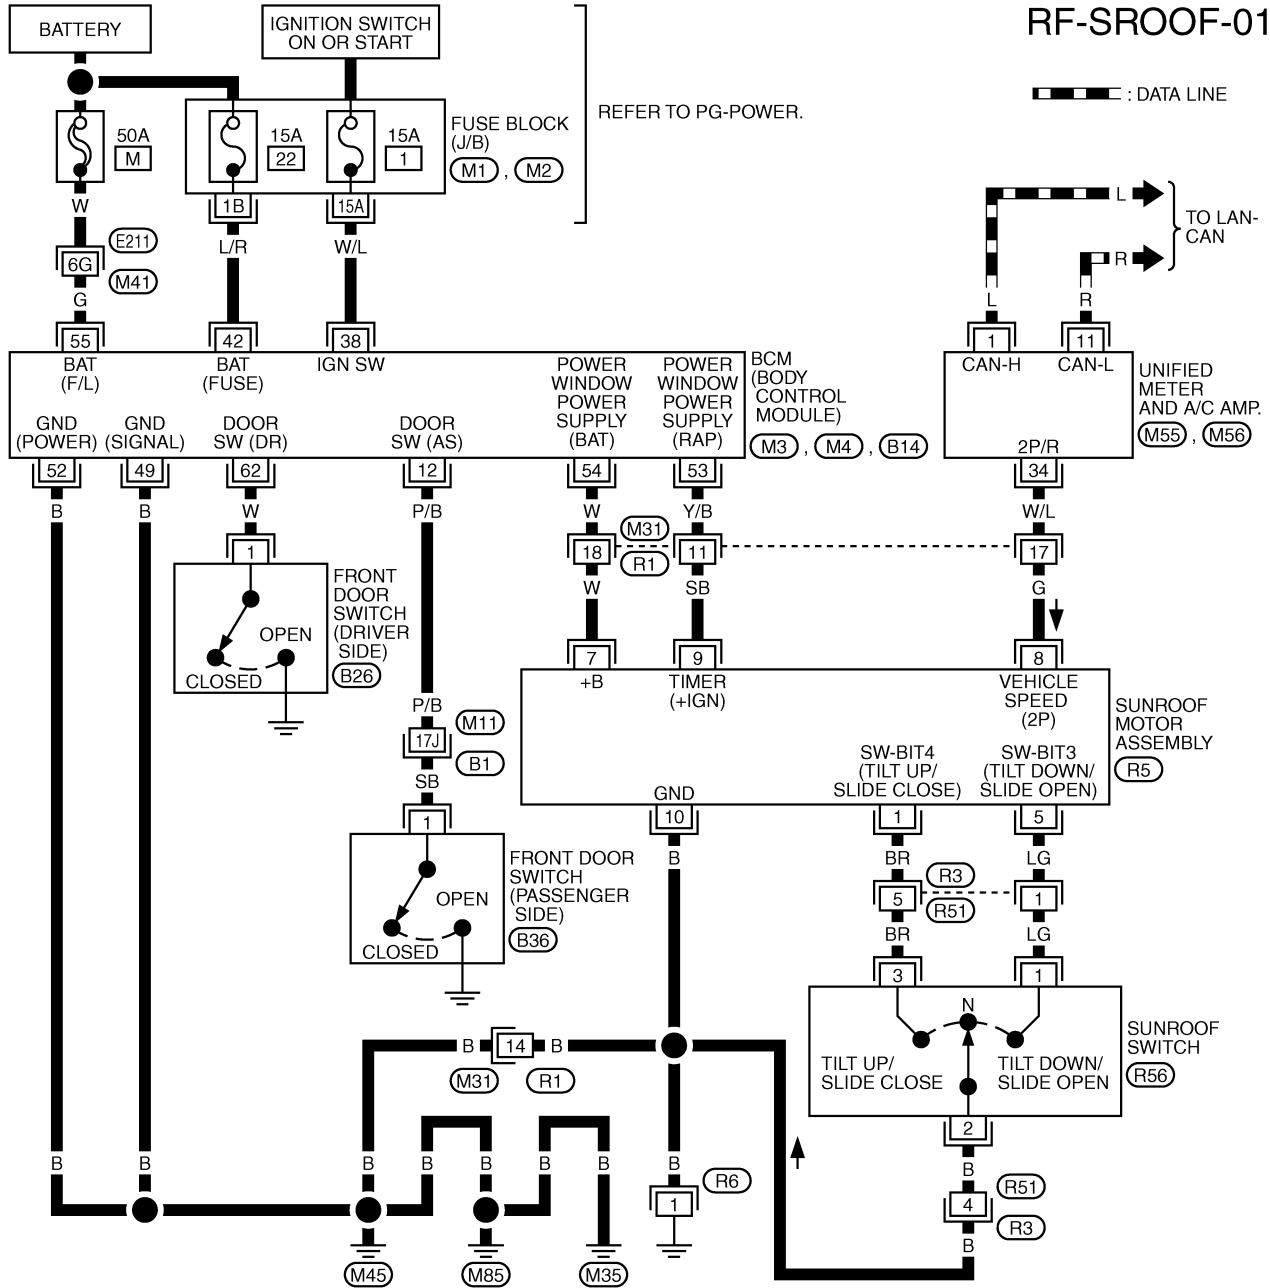 RF-SROOF-01
BATTERY
IGNITION SWITCH
ON OR START
REFER TO PG-POWER.
: DATA LINE
50A
M
15A
22
15A
1
FUSE BLOCK
(J/B)
M1 , M2
W
1B
15A
E211
6G
M41
L/R
W/L
G
L
R
TO LAN-
CAN
L
R
55
42
38
1
11
BAT
(F/L)
BAT
(FUSE)
IGN SW
POWER
WINDOW
POWER
SUPPLY
(BAT)
POWER
WINDOW
POWER
SUPPLY
(RAP)
BCM
(BODY
CONTROL
MODULE)
M3 , M4 , B14
CAN-H
CAN-L
UNIFIED
METER
AND A/C AMP.
M55 , M56
GND
(POWER)
GND
(SIGNAL)
DOOR
SW (DR)
DOOR
SW (AS)
2P/R
52
49
62
12
54
53
34
B
B
W
P/B
W
Y/B
W/L
M31
18
11
17
R1
1
W
SB
G
FRONT
DOOR
SWITCH
(DRIVER
SIDE)
B26
OPEN
CLOSED
7
9
8
+B
TIMER
(+IGN)
VEHICLE
SPEED
(2P)
SUNROOF
MOTOR
ASSEMBLY
R5
P/B
M11
17J
B1
SB
SW-BIT4
(TILT UP/
SLIDE CLOSE)
SW-BIT3
(TILT DOWN/
SLIDE OPEN)
GND
10
1
5
1
B
BR
LG
FRONT DOOR
SWITCH
(PASSENGER
SIDE)
B36
OPEN
CLOSED
R3
5
1
R51
BR
LG
3
1
N
TILT UP/
SLIDE CLOSE
TILT DOWN/
SLIDE OPEN
SUNROOF
SWITCH
R56
B
14
B
M31
R1
2
B
B
B
B
B
B
B
B
B
R6
1
R51
4
R3
B
M45
M85
M35